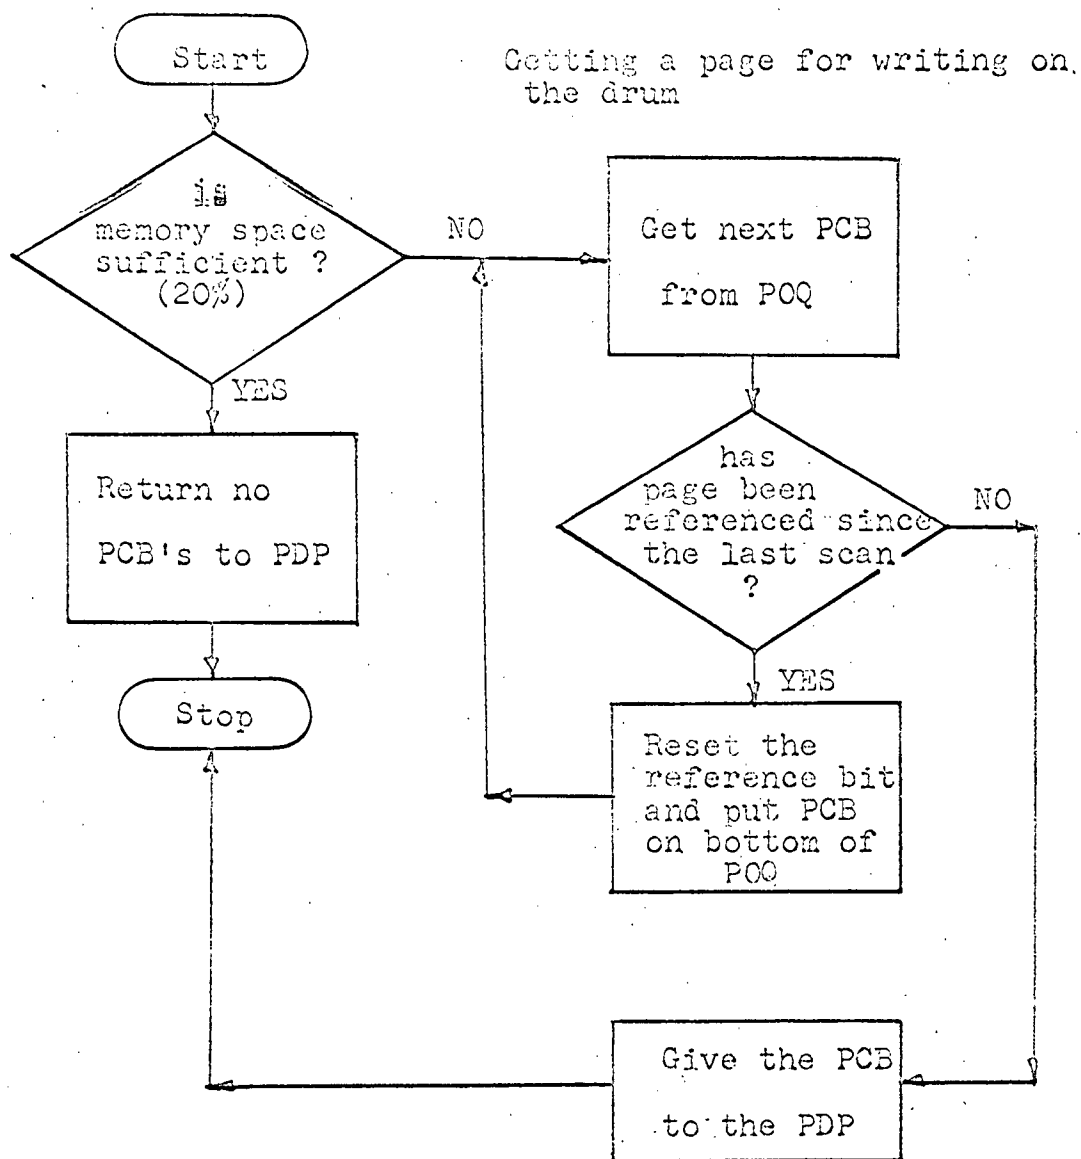 Start
Getting a page for writing on
the drum
is
memory space
sufficient ?
(20%)
NO
YES
Get next PCB
from POQ
Return no
PCB's to PDP
has
page been
referenced since
the last scan
?
NO
YES
Stop
Reset the
reference bit
and put PCB
on bottom of
POQ
Give the PCB
to the PDP